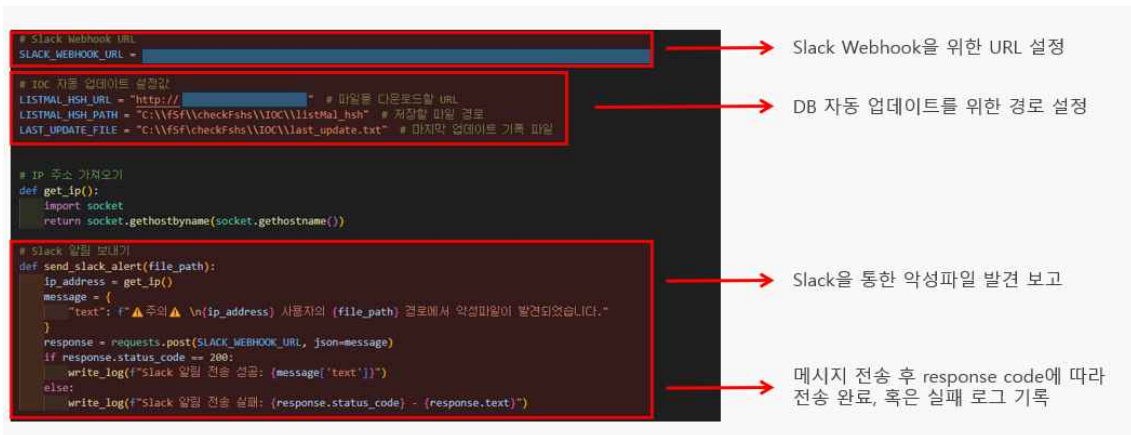 # Slack Webhook URL
SLACK_WEBHOOK_URL =
# IOC 자동 업데이트 설정값
LISTMAL_HSH_URL = "http://                    "  # 파일을 다운로드할 URL
LISTMAL_HSH_PATH = "C:\\fSf\\checkFshs\\IOC\\listMal_hsh"  # 저장할 파일 경로
LAST_UPDATE_FILE = "C:\\fSf\checkFshs\\IOC\\last_update.txt"  # 마지막 업데이트 기록 파일
# IP 주소 가져오기
def get_ip():
    import socket
    return socket.gethostbyname(socket.gethostname())
# Slack 알림 보내기
def send_slack_alert(file_path):
    ip_address = get_ip()
    message = {
        "text": f"⚠주의⚠ \n{ip_address} 사용자의 {file_path} 경로에서 악성파일이 발견되었습니다."
    }
    response = requests.post(SLACK_WEBHOOK_URL, json=message)
    if response.status_code == 200:
        write_log(f"Slack 알림 전송 성공: {message['text']}")
    else:
        write_log(f"Slack 알림 전송 실패: {response.status_code} - {response.text}")
Slack Webhook을 위한 URL 설정
DB 자동 업데이트를 위한 경로 설정
Slack을 통한 악성파일 발견 보고
메시지 전송 후 response code에 따라
전송 완료, 혹은 실패 로그 기록